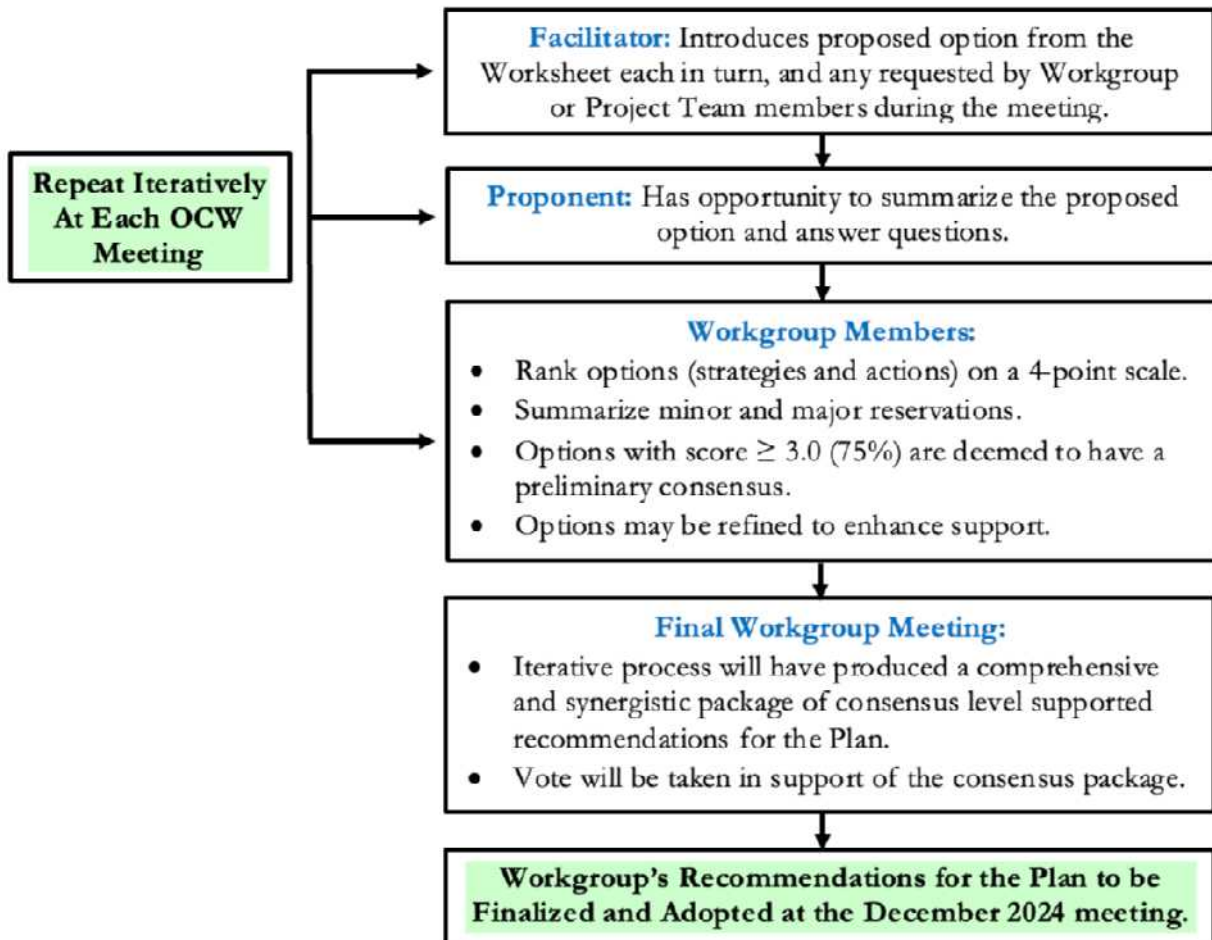 Facilitator: Introduces proposed option from the
Worksheet each in turn, and any requested by Workgroup
or Project Team members during the meeting.
Repeat Iteratively
At Each OCW
Meeting
Proponent: Has opportunity to summarize the proposed
option and answer questions.
Workgroup Members:
• Rank options (strategies and actions) on a 4-point scale.
• Summarize minor and major reservations.
• Options with score ≥ 3.0 (75%) are deemed to have a
preliminary consensus.
• Options may be refined to enhance support.
Final Workgroup Meeting:
• Iterative process will have produced a comprehensive
and synergistic package of consensus level supported
recommendations for the Plan.
• Vote will be taken in support of the consensus package.
Workgroup's Recommendations for the Plan to be
Finalized and Adopted at the December 2024 meeting.